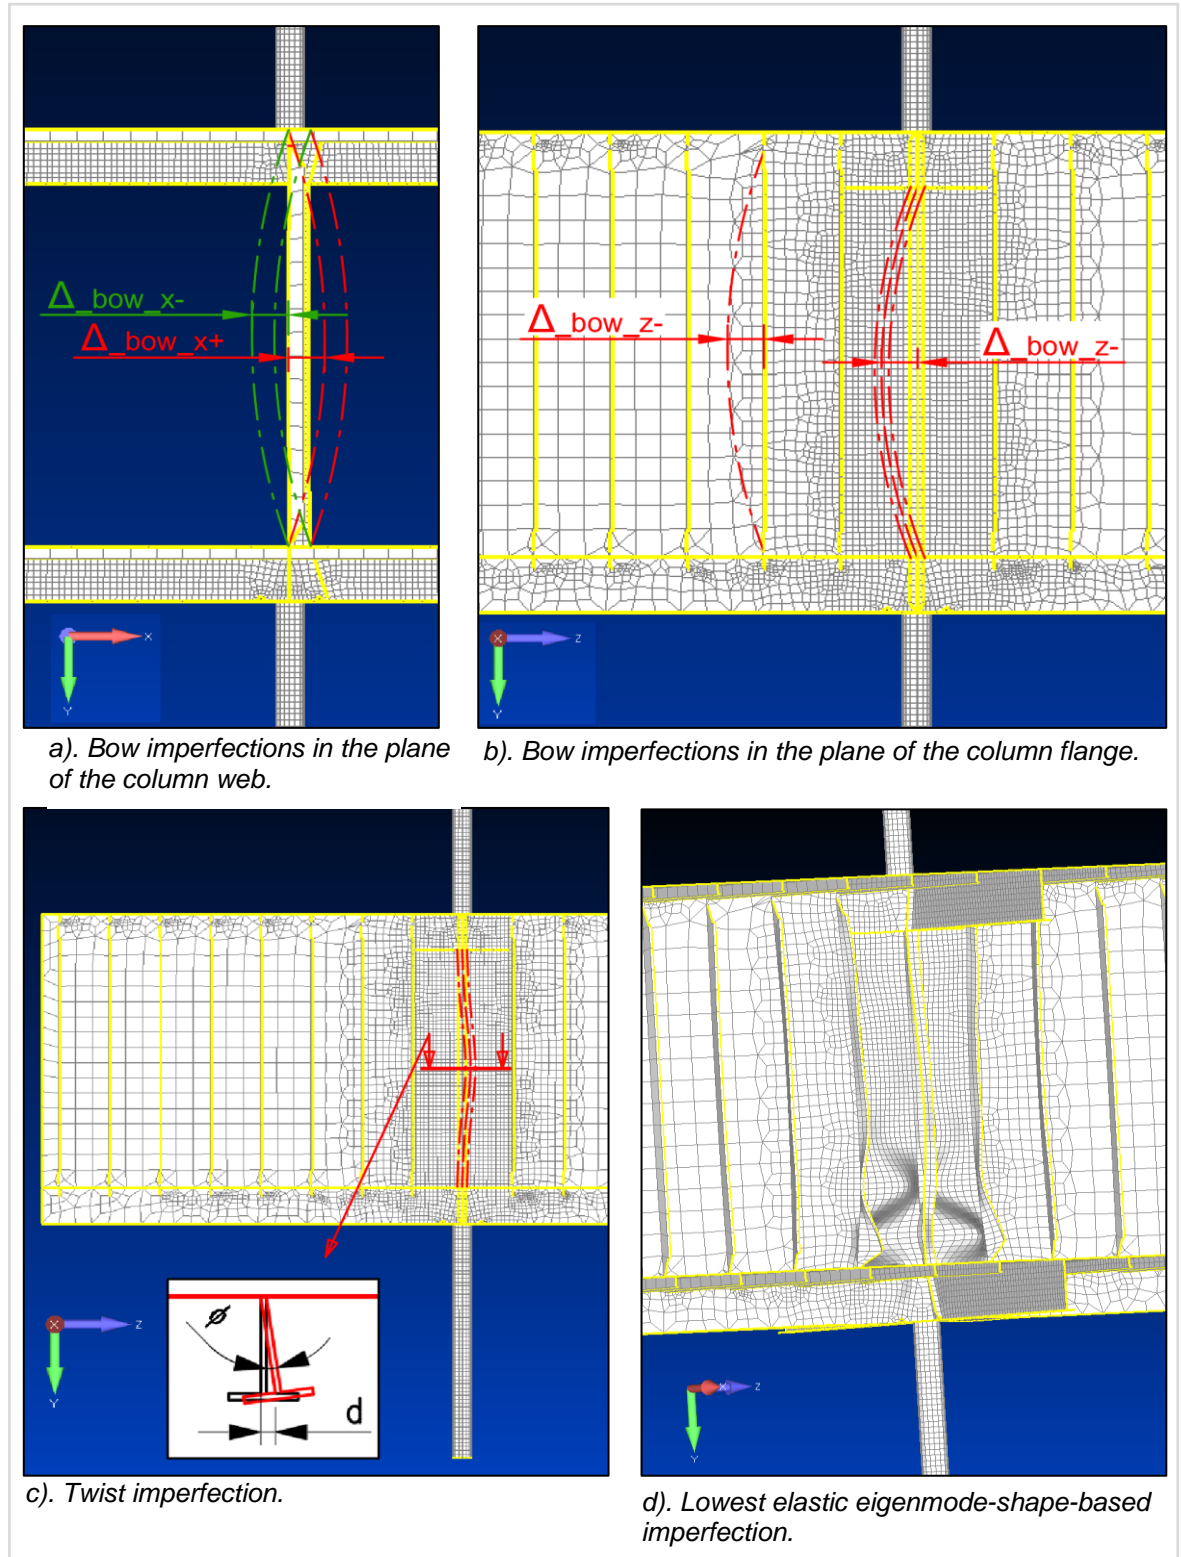 Δ_bow_x-
Δ_bow_x+
X
Y
Δ_bow_z-
Δ_bow_z-
X
Z
Y
a). Bow imperfections in the plane
of the column web.
b). Bow imperfections in the plane of the column flange.
ø
d
X
Z
Y
X
Z
Y
c). Twist imperfection.
d). Lowest elastic eigenmode-shape-based
imperfection.